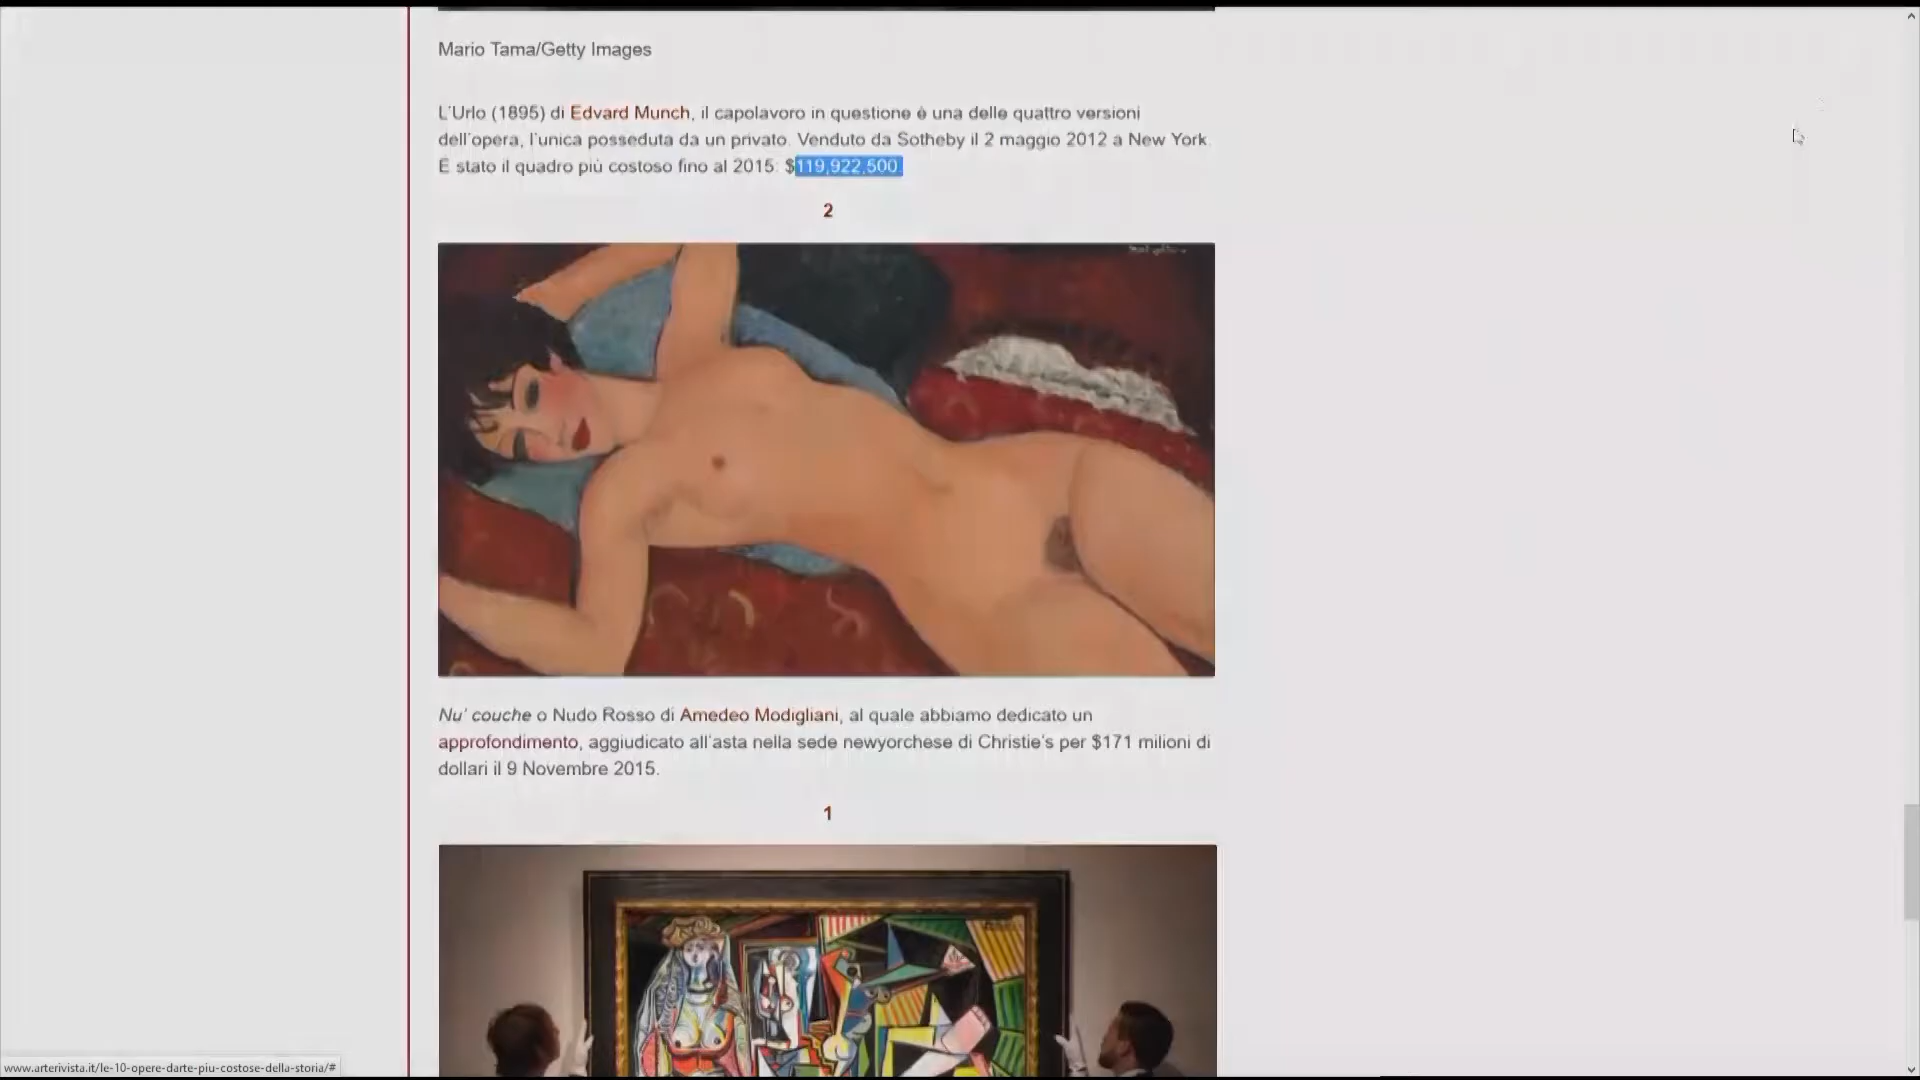 Mario Tama/Getty Images
L'Urlo (1895) di Edvard Munch, il capolavoro in questione è una delle quattro versioni
dell'opera, l'unica posseduta da un privato. Venduto da Sotheby il 2 maggio 2012 a New York.
E stato il quadro più costoso fino al 2015: $119,922,500.
2
Nu' couche o Nudo Rosso di Amedeo Modigliani, al quale abbiamo dedicato un
approfondimento, aggiudicato all'asta nella sede newyorchese di Christie's per $171 milioni di
dollari il 9 Novembre 2015.
1
www.arterivista.it/le-10-opere-darte-piu-costose-della-storia/#